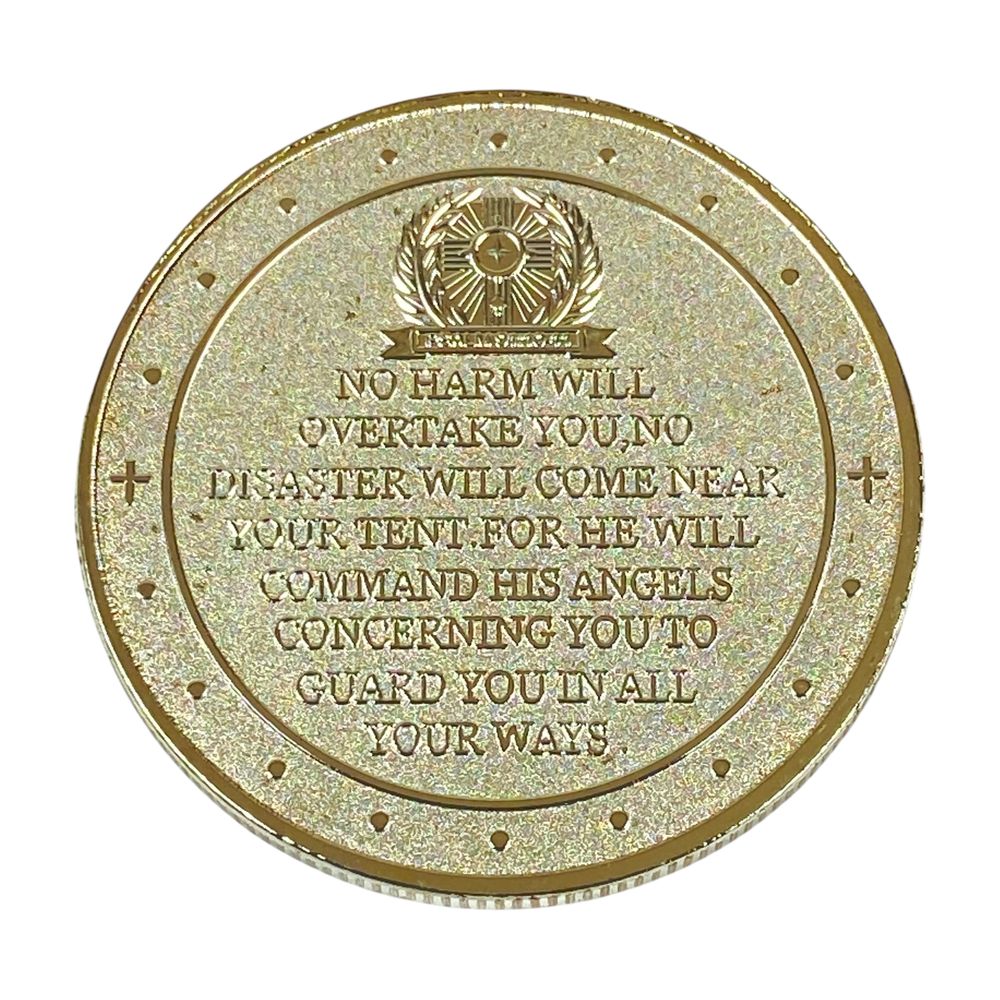 NO HARM WILL
OVERTAKE YOU,NO
DISASTER WILL COME NEAR
YOUR TENT.FOR HE WILL
COMMAND HIS ANGELS
CONCERNING YOU TO
GUARD YOU IN ALL
YOUR WAYS.